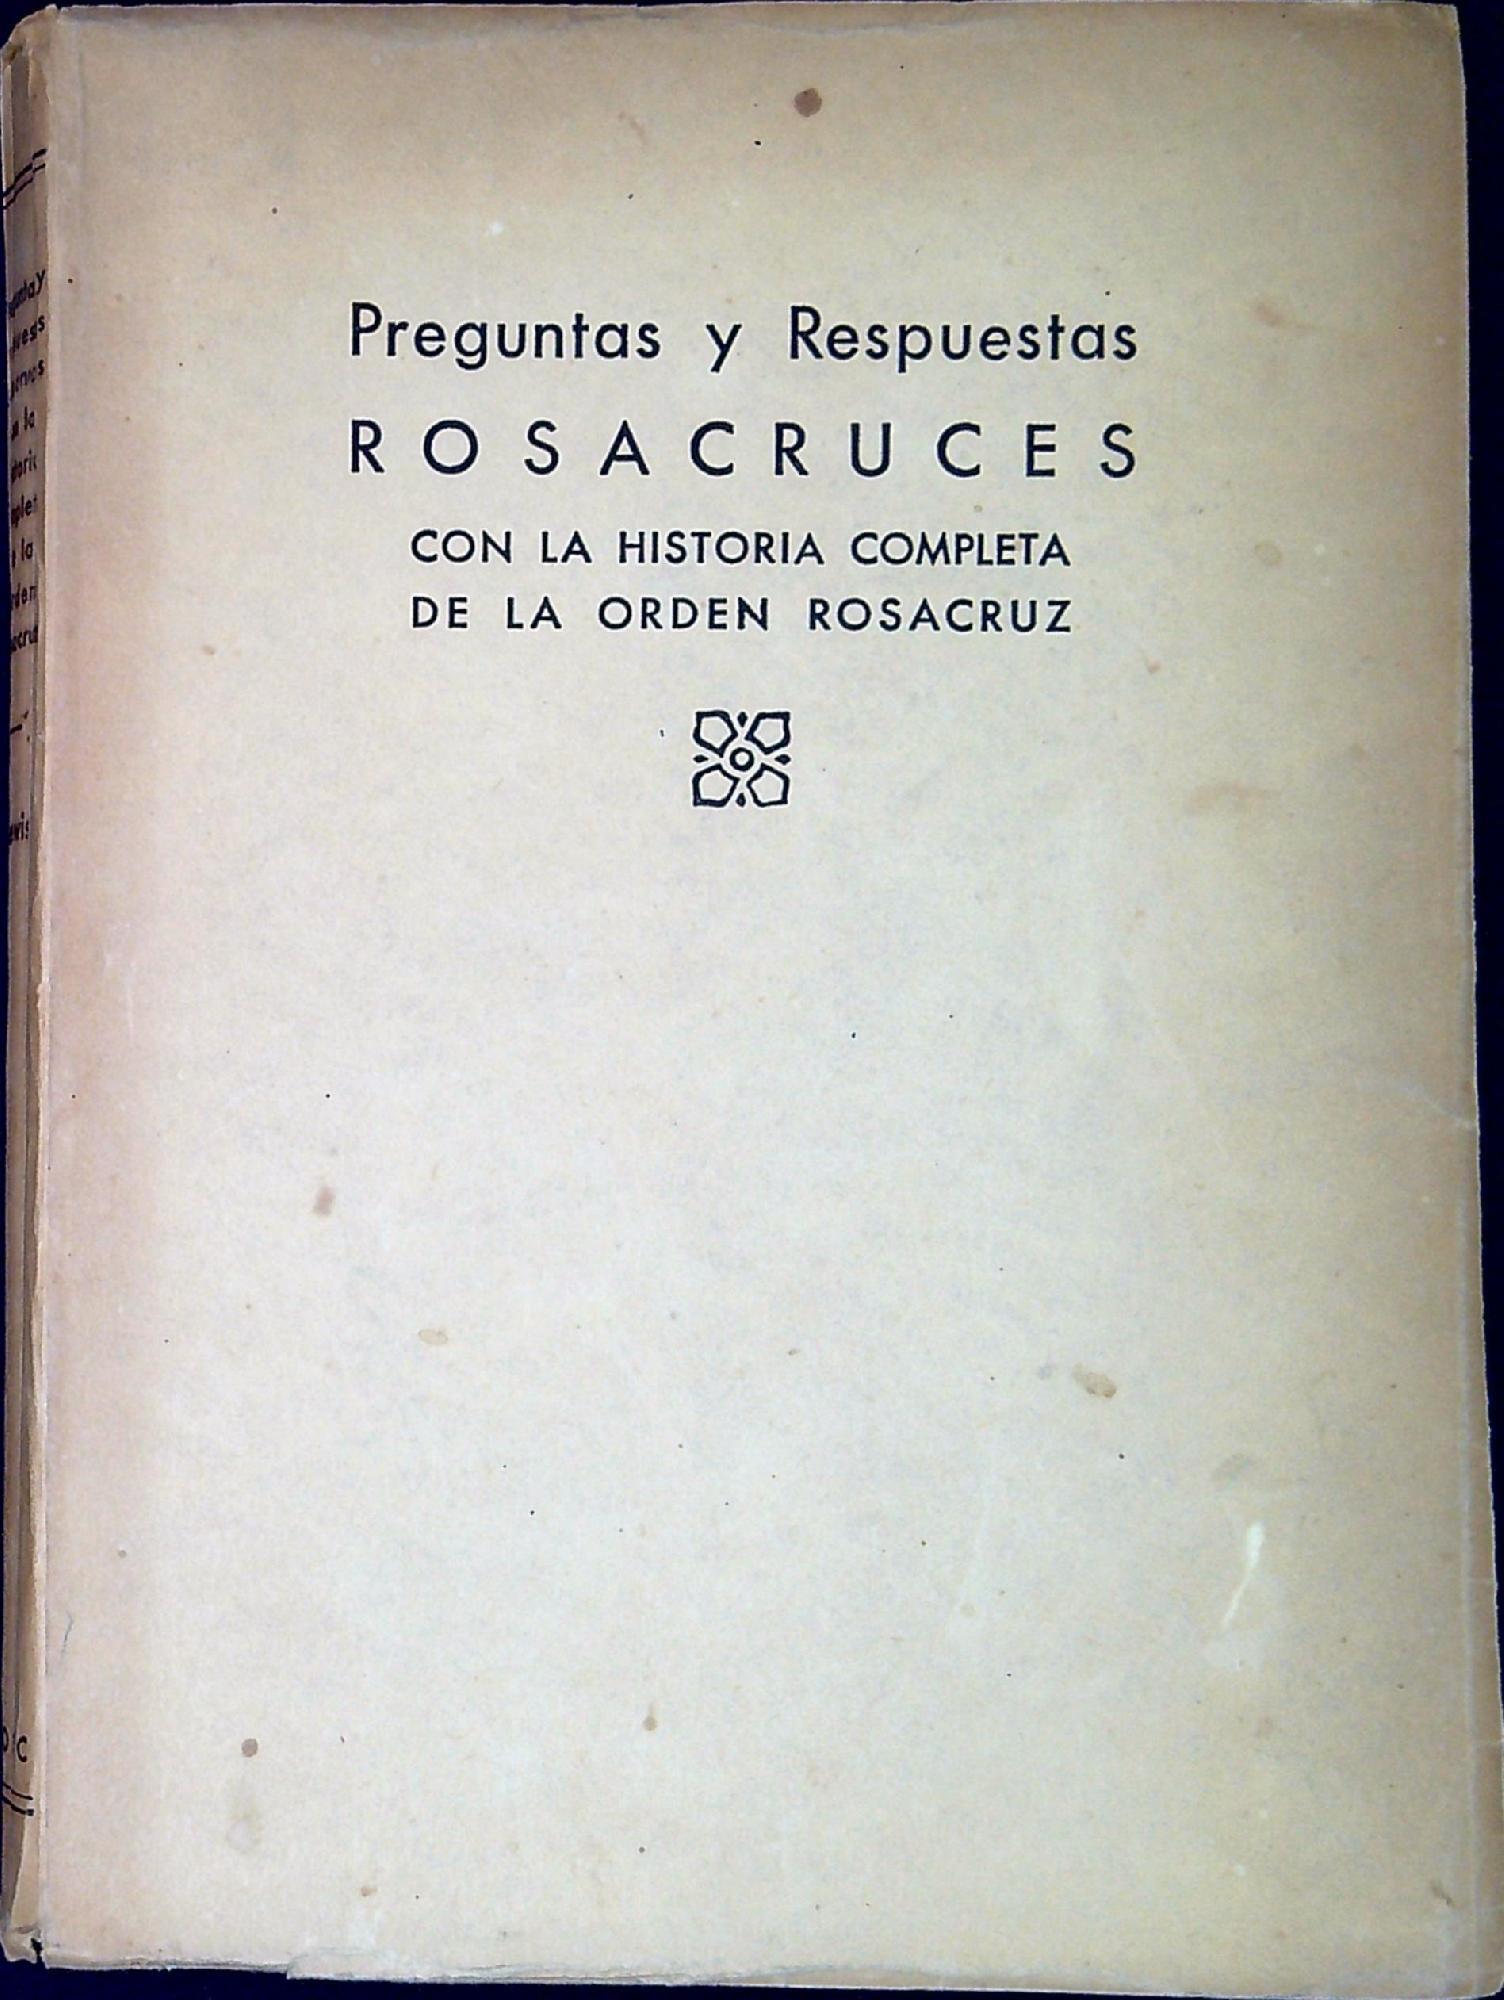 Preguntas y Respuestas
ROSACRUCES
CON LA HISTORIA COMPLETA
DE LA ORDEN ROSACRUZ